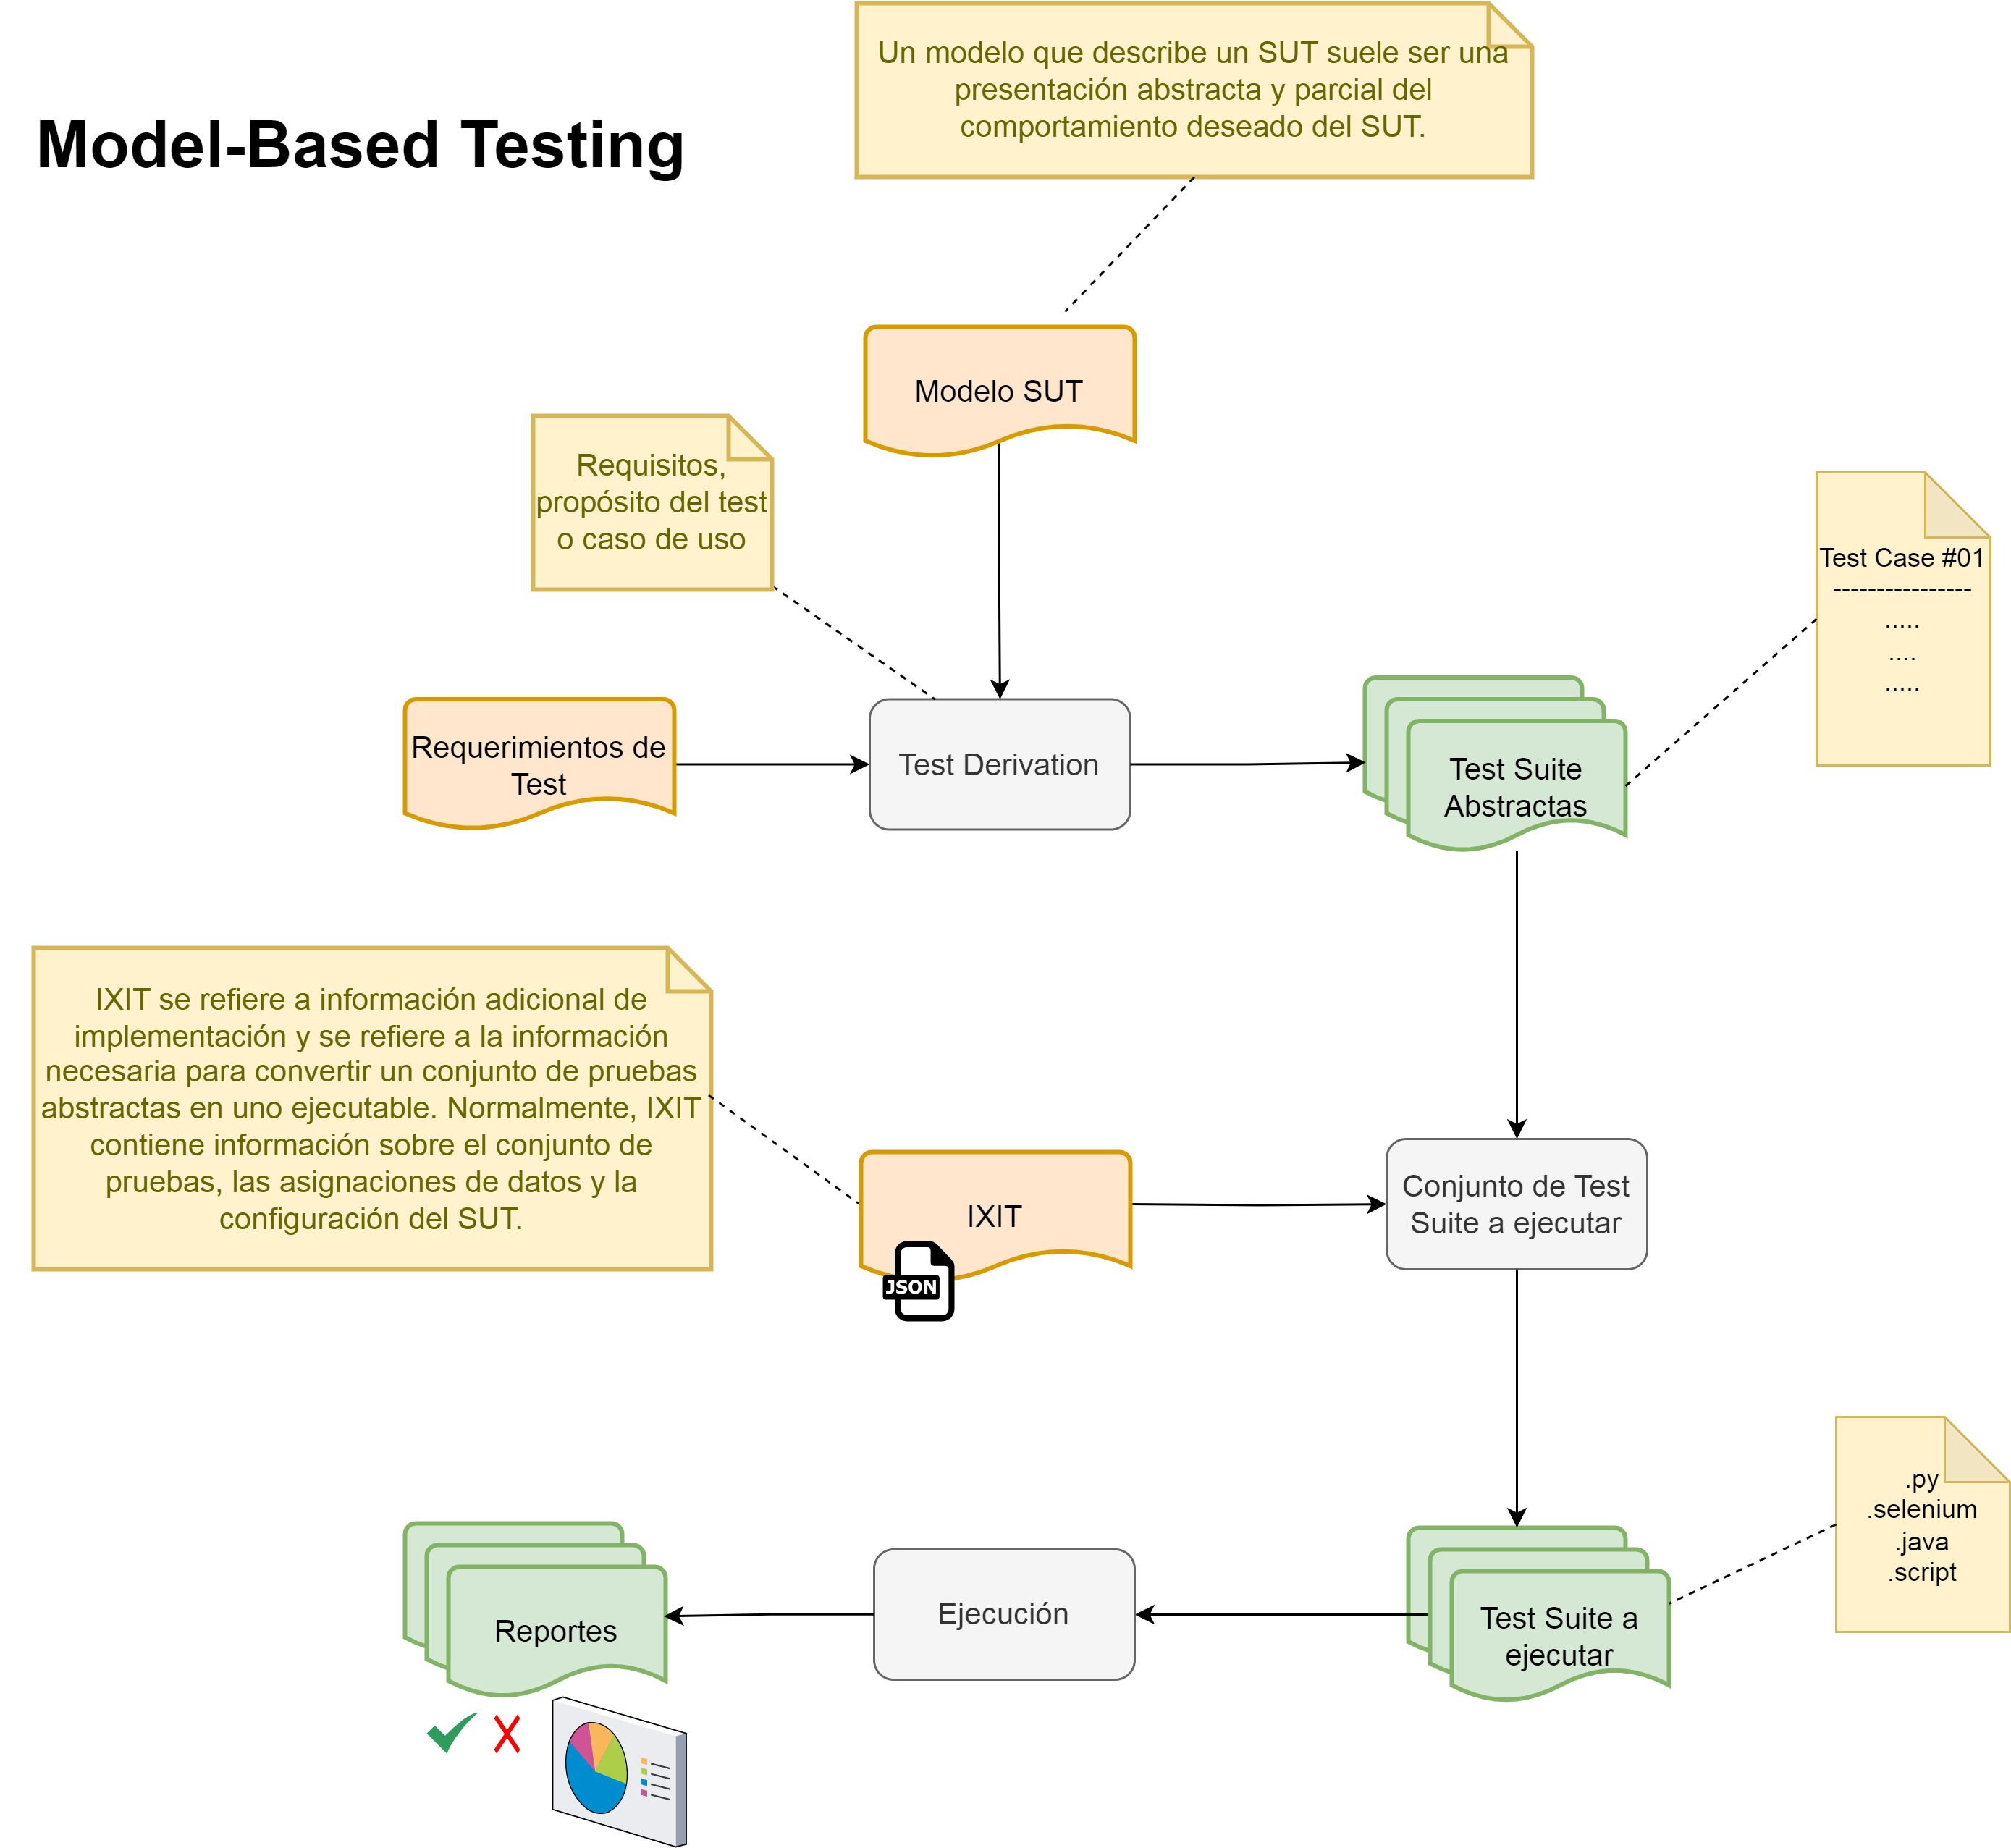 Un modelo que describe un SUT suele ser una
presentación abstracta y parcial del
comportamiento deseado del SUT.
Model-Based Testing
Modelo SUT
Requisitos,
propósito del test
o caso de uso
Test Case #01
----------------
.....
....
.....
Requerimientos de
Test
Test Derivation
Test Suite
Abstractas
IXIT se refiere a información adicional de
implementación y se refiere a la información
necesaria para convertir un conjunto de pruebas
abstractas en uno ejecutable. Normalmente, IXIT
contiene información sobre el conjunto de
pruebas, las asignaciones de datos y la
configuración del SUT.
IXIT
JSON
Conjunto de Test
Suite a ejecutar
.py
.selenium
.java
.script
Reportes
Ejecución
Test Suite a
ejecutar